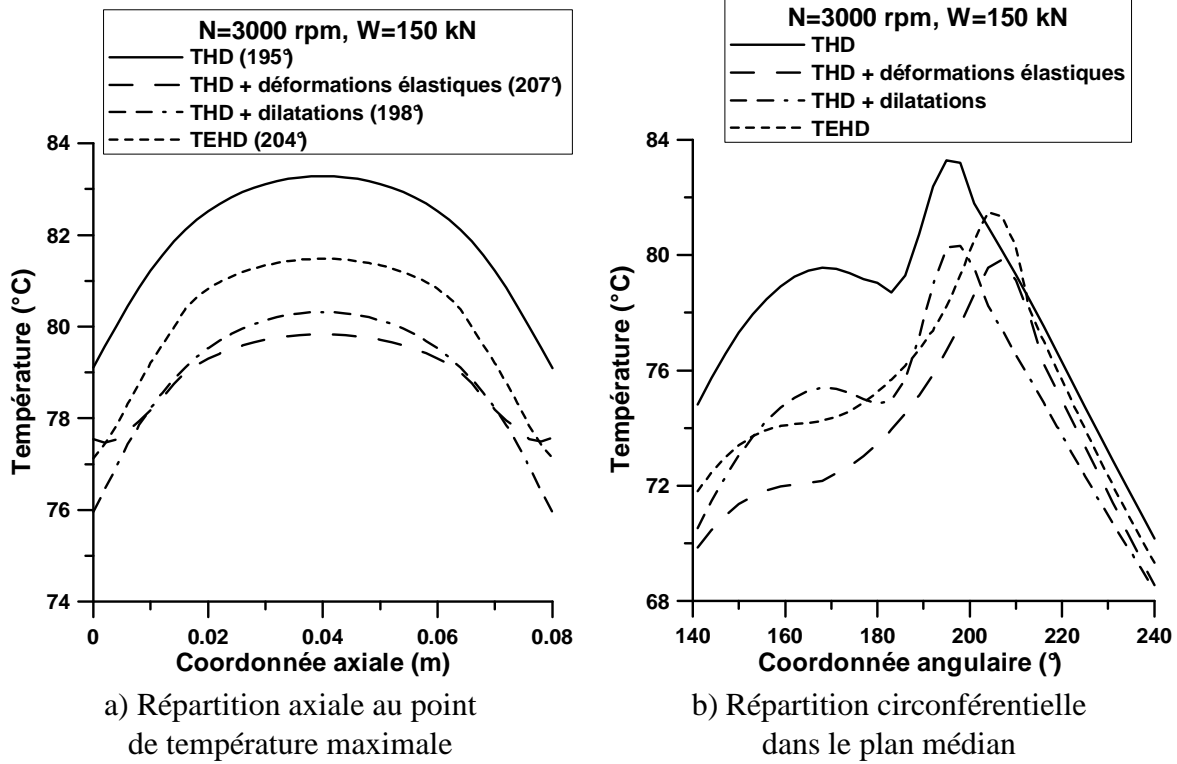 N=3000 rpm, W=150 kN
THD (195°)
THD + déformations élastiques (207°)
THD + dilatations (198°)
TEHD (204°)
84
82
80
78
76
74
0
0.02
0.04
0.06
0.08
Température (°C)
Coordonnée axiale (m)
a) Répartition axiale au point
de température maximale
N=3000 rpm, W=150 kN
THD
THD + déformations élastiques
THD + dilatations
TEHD
84
80
76
72
68
140
160
180
200
220
240
Température (°C)
Coordonnée angulaire (°)
b) Répartition circonférentielle
dans le plan médian